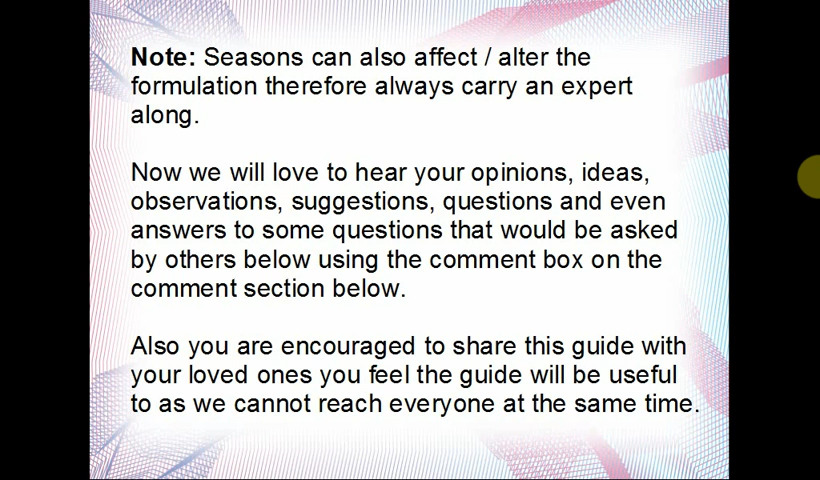 Note: Seasons can also affect / alter the
formulation therefore always carry an expert
along.
Now we will love to hear your opinions, ideas,
observations, suggestions, questions and even
answers to some questions that would be asked
by others below using the comment box on the
comment section below.
Also you are encouraged to share this guide with
your loved ones you feel the guide will be useful
to as we cannot reach everyone at the same time.